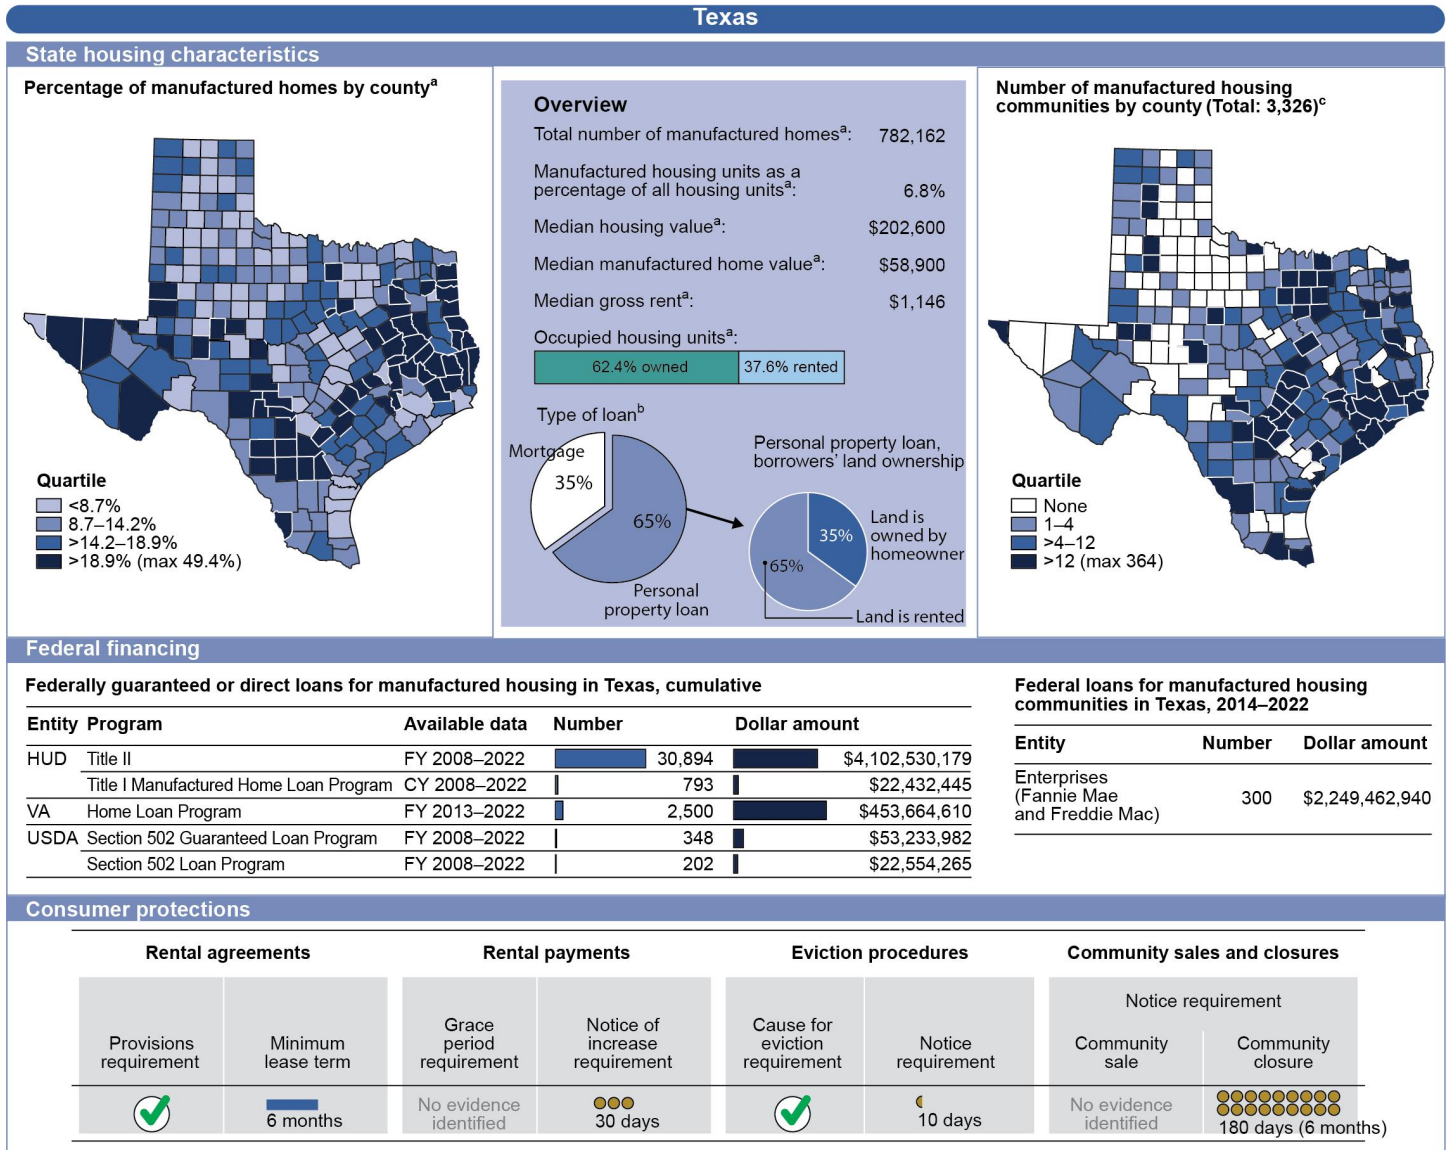 Texas
State housing characteristics
Percentage of manufactured homes by countyᵃ
Quartile
<8.7%
8.7–14.2%
>14.2–18.9%
>18.9% (max 49.4%)
Overview
Total number of manufactured homesᵃ: 782,162
Manufactured housing units as a
percentage of all housing unitsᵃ: 6.8%
Median housing valueᵃ: $202,600
Median manufactured home valueᵃ: $58,900
Median gross rentᵃ: $1,146
Occupied housing unitsᵃ:
62.4% owned 37.6% rented
Type of loanᵇ
Mortgage
35%
65%
Personal
property loan
Personal property loan,
borrowers’ land ownership
35%
Land is
owned by
homeowner
65%
Land is rented
Number of manufactured housing
communities by county (Total: 3,326)ᶜ
Quartile
None
1–4
>4–12
>12 (max 364)
Federal financing
Federally guaranteed or direct loans for manufactured housing in Texas, cumulative
Entity Program Available data Number Dollar amount
HUD Title II FY 2008–2022 30,894 $4,102,530,179
Title I Manufactured Home Loan Program CY 2008–2022 793 $22,432,445
VA Home Loan Program FY 2013–2022 2,500 $453,664,610
USDA Section 502 Guaranteed Loan Program FY 2008–2022 348 $53,233,982
Section 502 Loan Program FY 2008–2022 202 $22,554,265
Federal loans for manufactured housing
communities in Texas, 2014–2022
Entity Number Dollar amount
Enterprises
(Fannie Mae
and Freddie Mac) 300 $2,249,462,940
Consumer protections
Rental agreements Rental payments Eviction procedures Community sales and closures
Provisions
requirement
Minimum
lease term
Grace
period
requirement
Notice of
increase
requirement
Cause for
eviction
requirement
Notice
requirement
Notice requirement
Community
sale
Community
closure
6 months
No evidence
identified
30 days
10 days
No evidence
identified
180 days (6 months)